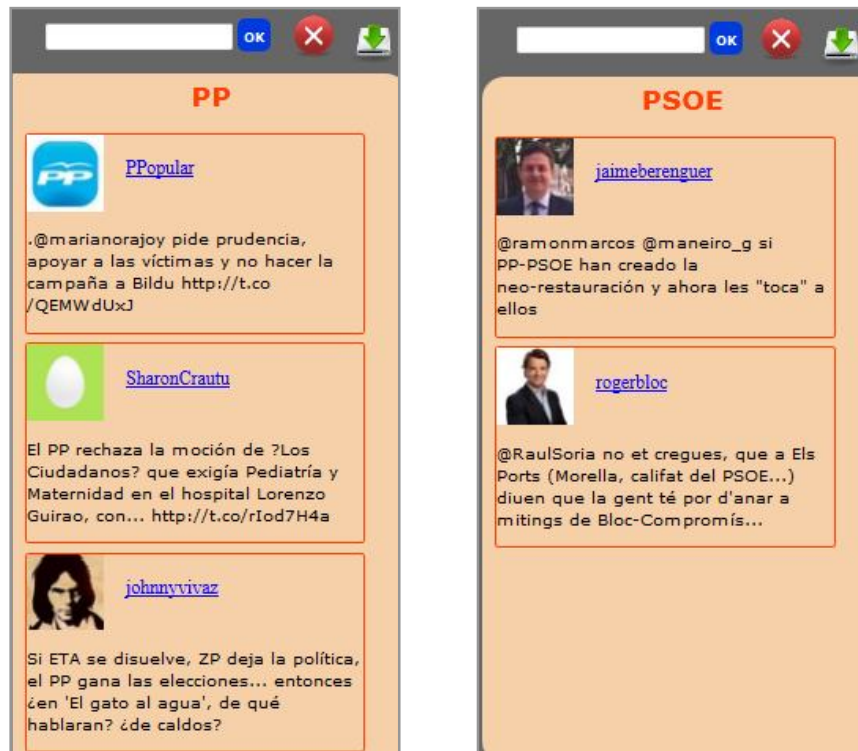 OK
PP
PP
PPopular
.@marianorajoy pide prudencia,
apoyar a las víctimas y no hacer la
campaña a Bildu http://t.co
/QEMWdUxJ
SharonCrautu
El PP rechaza la moción de ?Los
Ciudadanos? que exigía Pediatría y
Maternidad en el hospital Lorenzo
Guirao, con... http://t.co/rIod7H4a
johnnyvivaz
Si ETA se disuelve, ZP deja la política,
el PP gana las elecciones... entonces
¿en 'El gato al agua', de qué
hablaran? ¿de caldos?
OK
PSOE
jaimeberenguer
@ramonmarcos @maneiro_g si
PP-PSOE han creado la
neo-restauración y ahora les "toca" a
ellos
rogerbloc
@RaulSoria no et cregues, que a Els
Ports (Morella, califat del PSOE...)
diuen que la gent té por d'anar a
mitings de Bloc-Compromís...